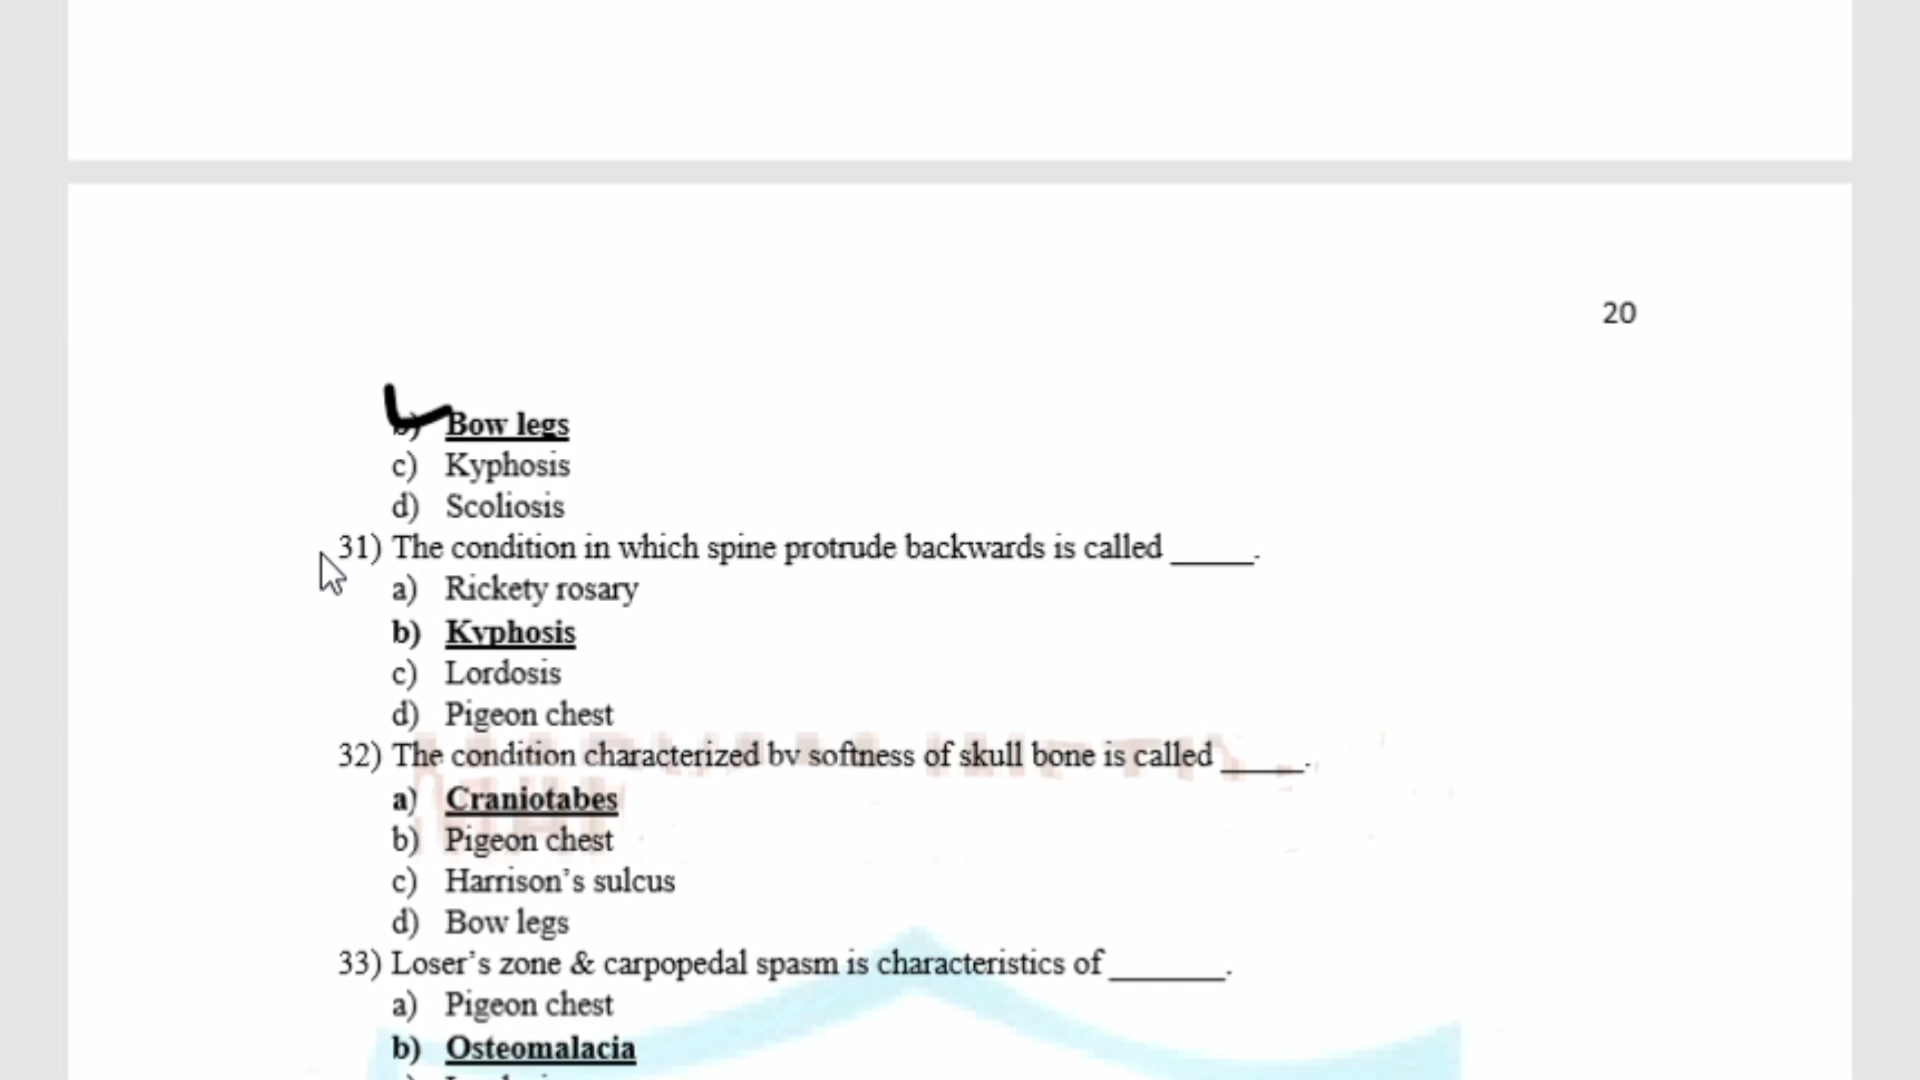 20
b) Bow legs
c) Kyphosis
d) Scoliosis
31) The condition in which spine protrude backwards is called _____.
a) Rickety rosary
b) Kyphosis
c) Lordosis
d) Pigeon chest
32) The condition characterized by softness of skull bone is called _____.
a) Craniotabes
b) Pigeon chest
c) Harrison’s sulcus
d) Bow legs
33) Loser’s zone & carpopedal spasm is characteristics of _______.
a) Pigeon chest
b) Osteomalacia